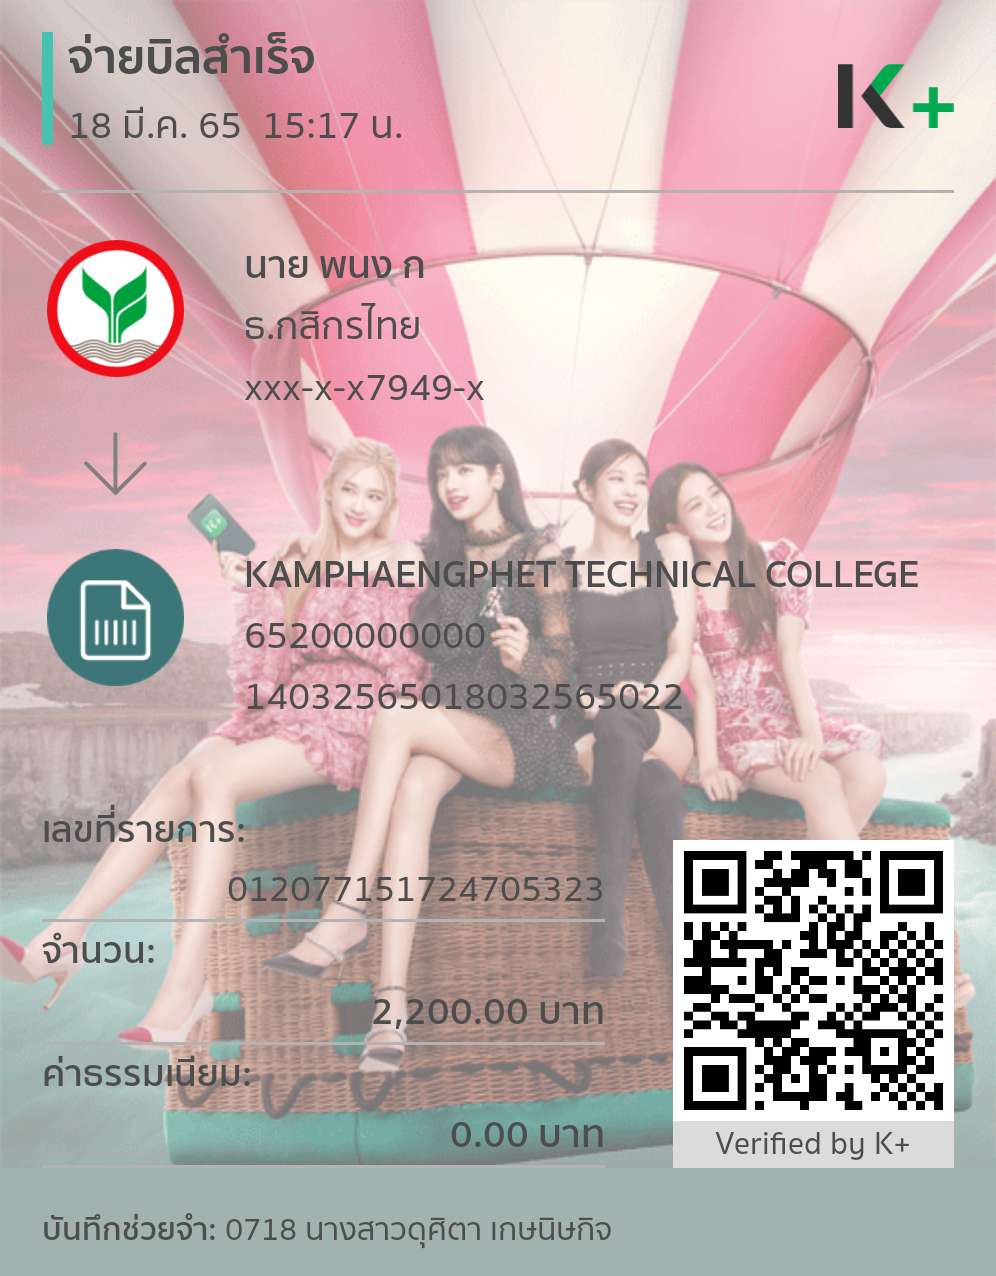 จ่ายบิลสำเร็จ
18 มี.ค. 65 15:17 น.
K+
นาย พนง ก
ธ.กสิกรไทย
xxx-x-x7949-x
KAMPHAENGPHET TECHNICAL COLLEGE
65200000000
14032565018032565022
เลขที่รายการ:
012077151724705323
จำนวน:
2,200.00 บาท
ค่าธรรมเนียม:
0.00 บาท
Verified by K+
บันทึกช่วยจำ: 0718 นางสาวดุศิตา เกษนิษกิจ